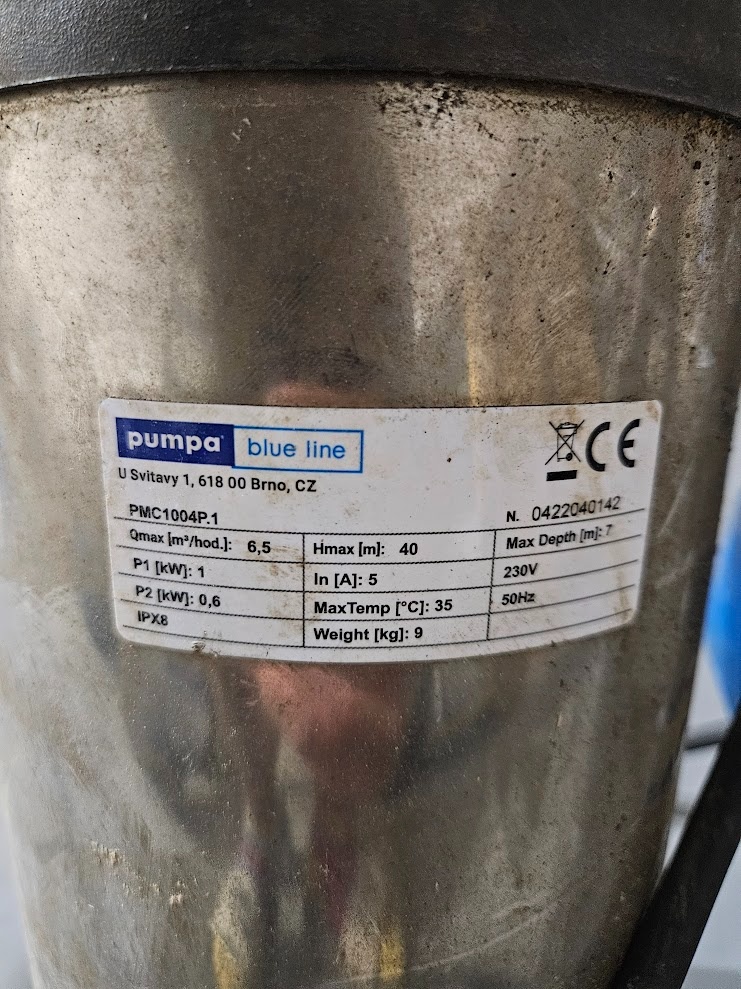 pumpa blue line
CE
U Svitavy 1, 618 00 Brno, CZ
PMC1004P.1 N. 0422040142
Qmax [m³/hod.]: 6,5 Hmax [m]: 40 Max Depth [m]: 7
P1 [kW]: 1 In [A]: 5 230V
P2 [kW]: 0,6 MaxTemp [°C]: 35 50Hz
IPX8 Weight [kg]: 9